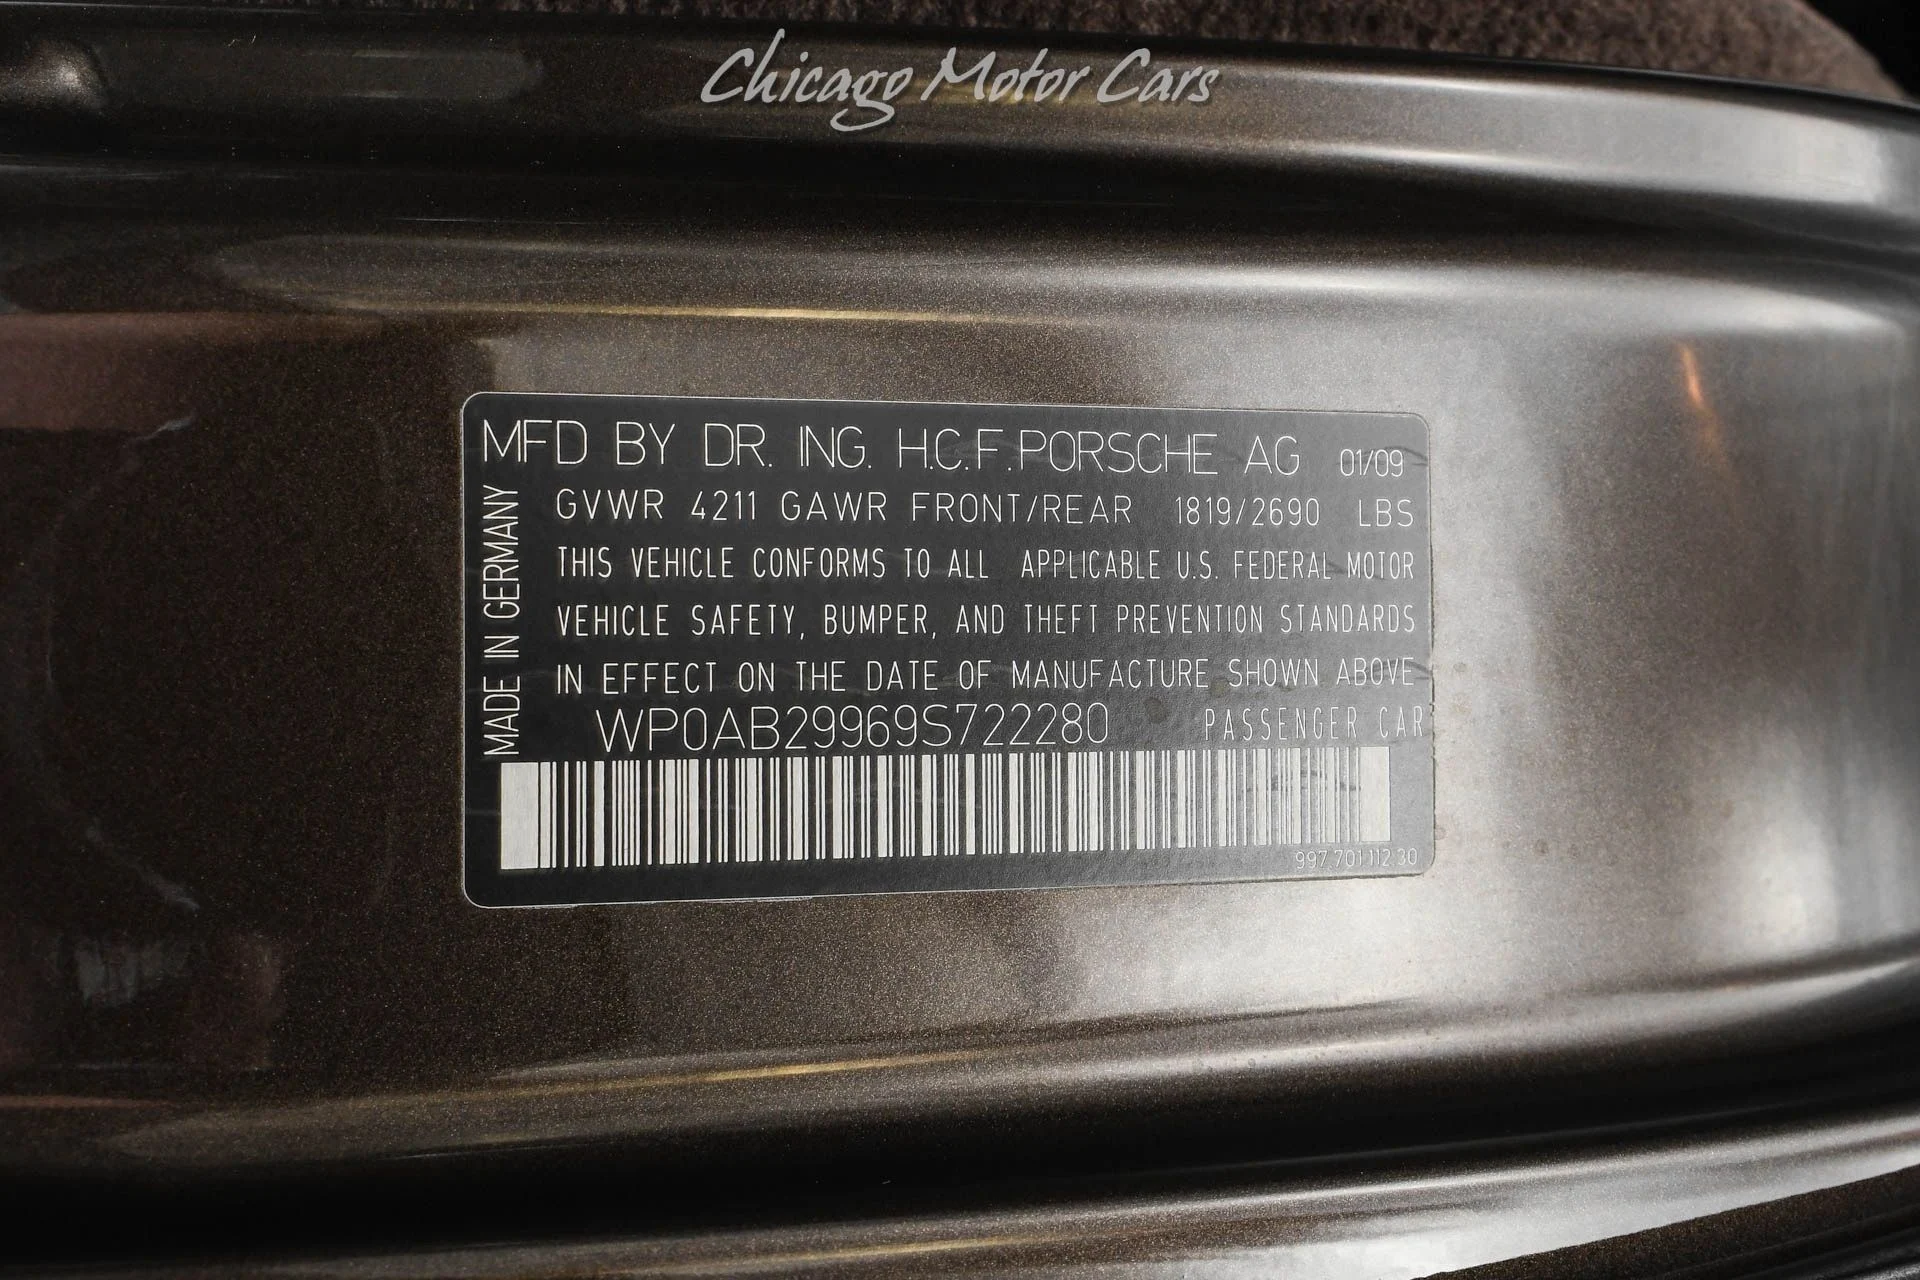 Chicago Motor Cars
MFD BY DR. ING. H.C.F.PORSCHE AG 01/09
GVWR 4211 GAWR FRONT/REAR 1819/2690 LBS
THIS VEHICLE CONFORMS TO ALL APPLICABLE U.S. FEDERAL MOTOR
VEHICLE SAFETY, BUMPER, AND THEFT PREVENTION STANDARDS
IN EFFECT ON THE DATE OF MANUFACTURE SHOWN ABOVE
WP0AB29969S722280 PASSENGER CAR
997.701.112.30
MADE IN GERMANY